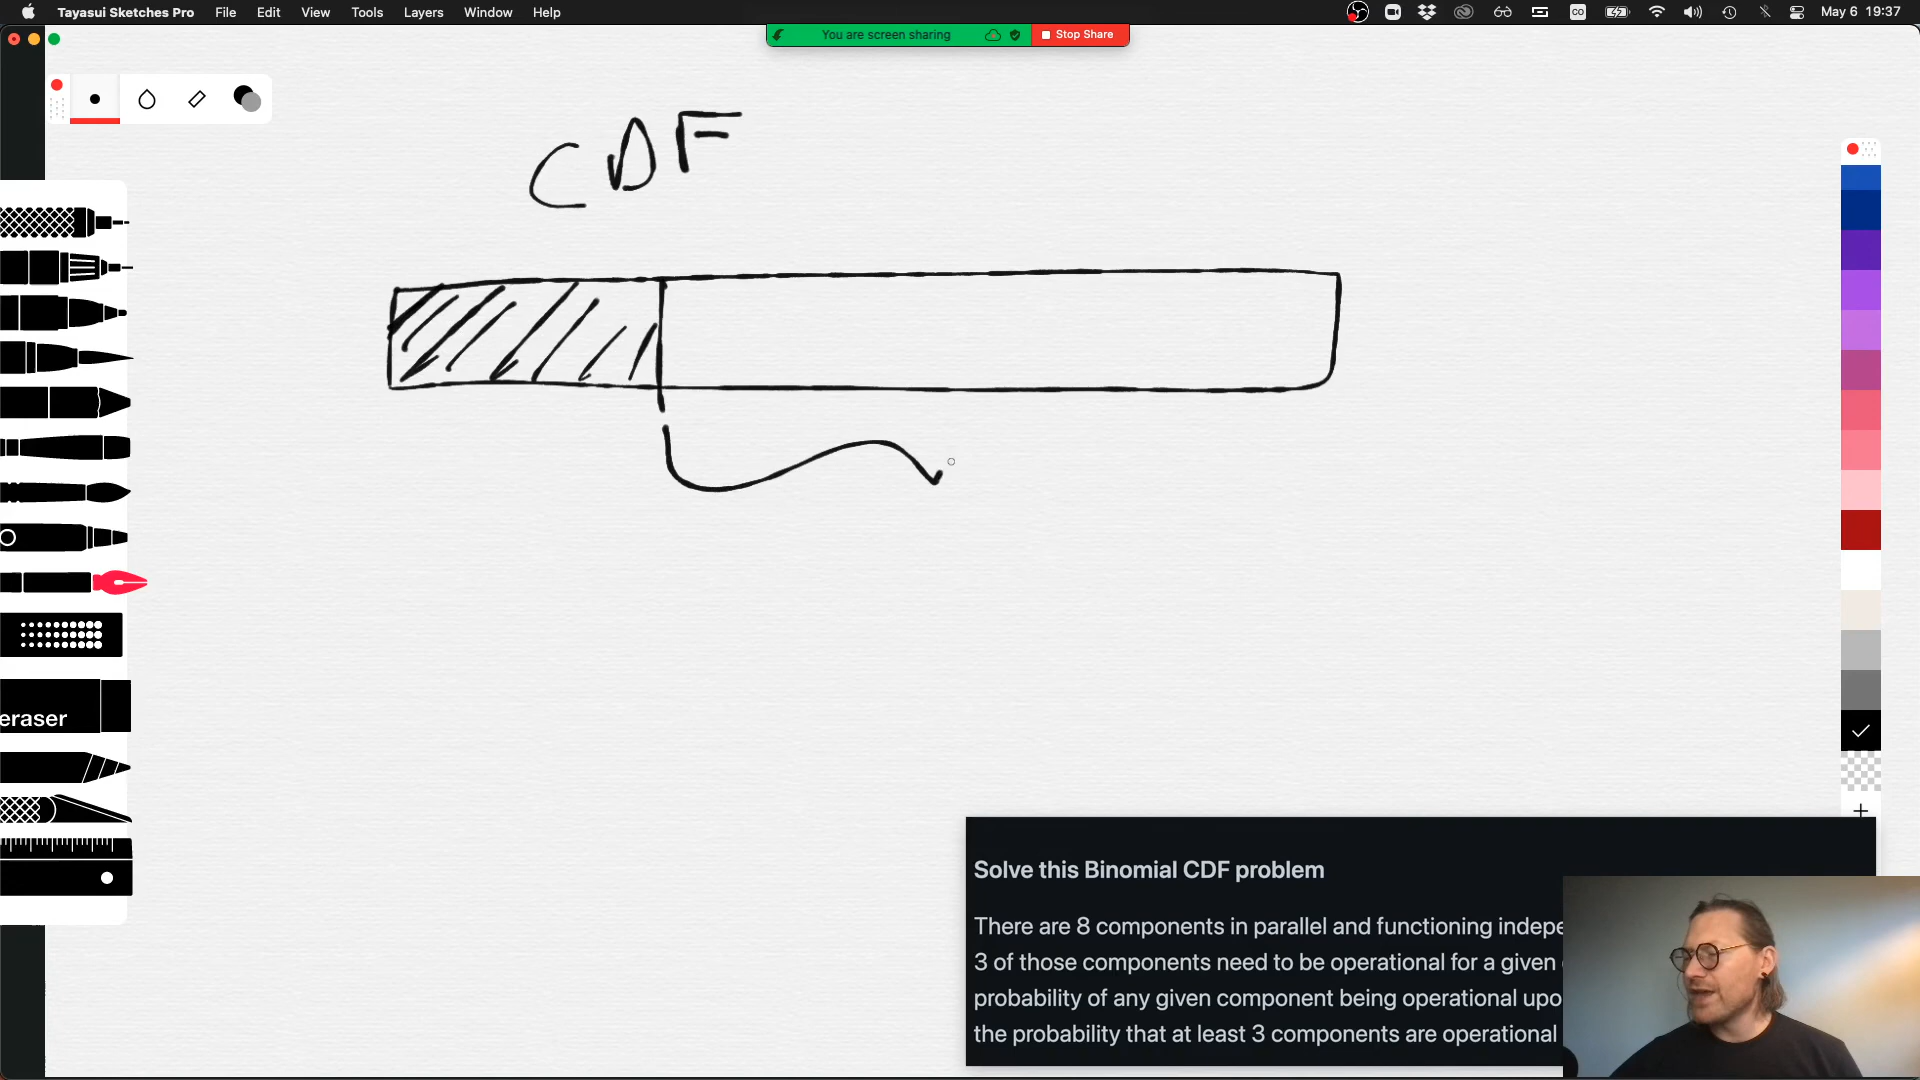 Tayasui Sketches Pro File Edit View Tools Layers Window Help May 6 19:37
You are screen sharing Stop Share
CDF
eraser
Solve this Binomial CDF problem
There are 8 components in parallel and functioning
3 of those components need to be operational for a given
probability of any given component being operational
the probability that at least 3 components are operational